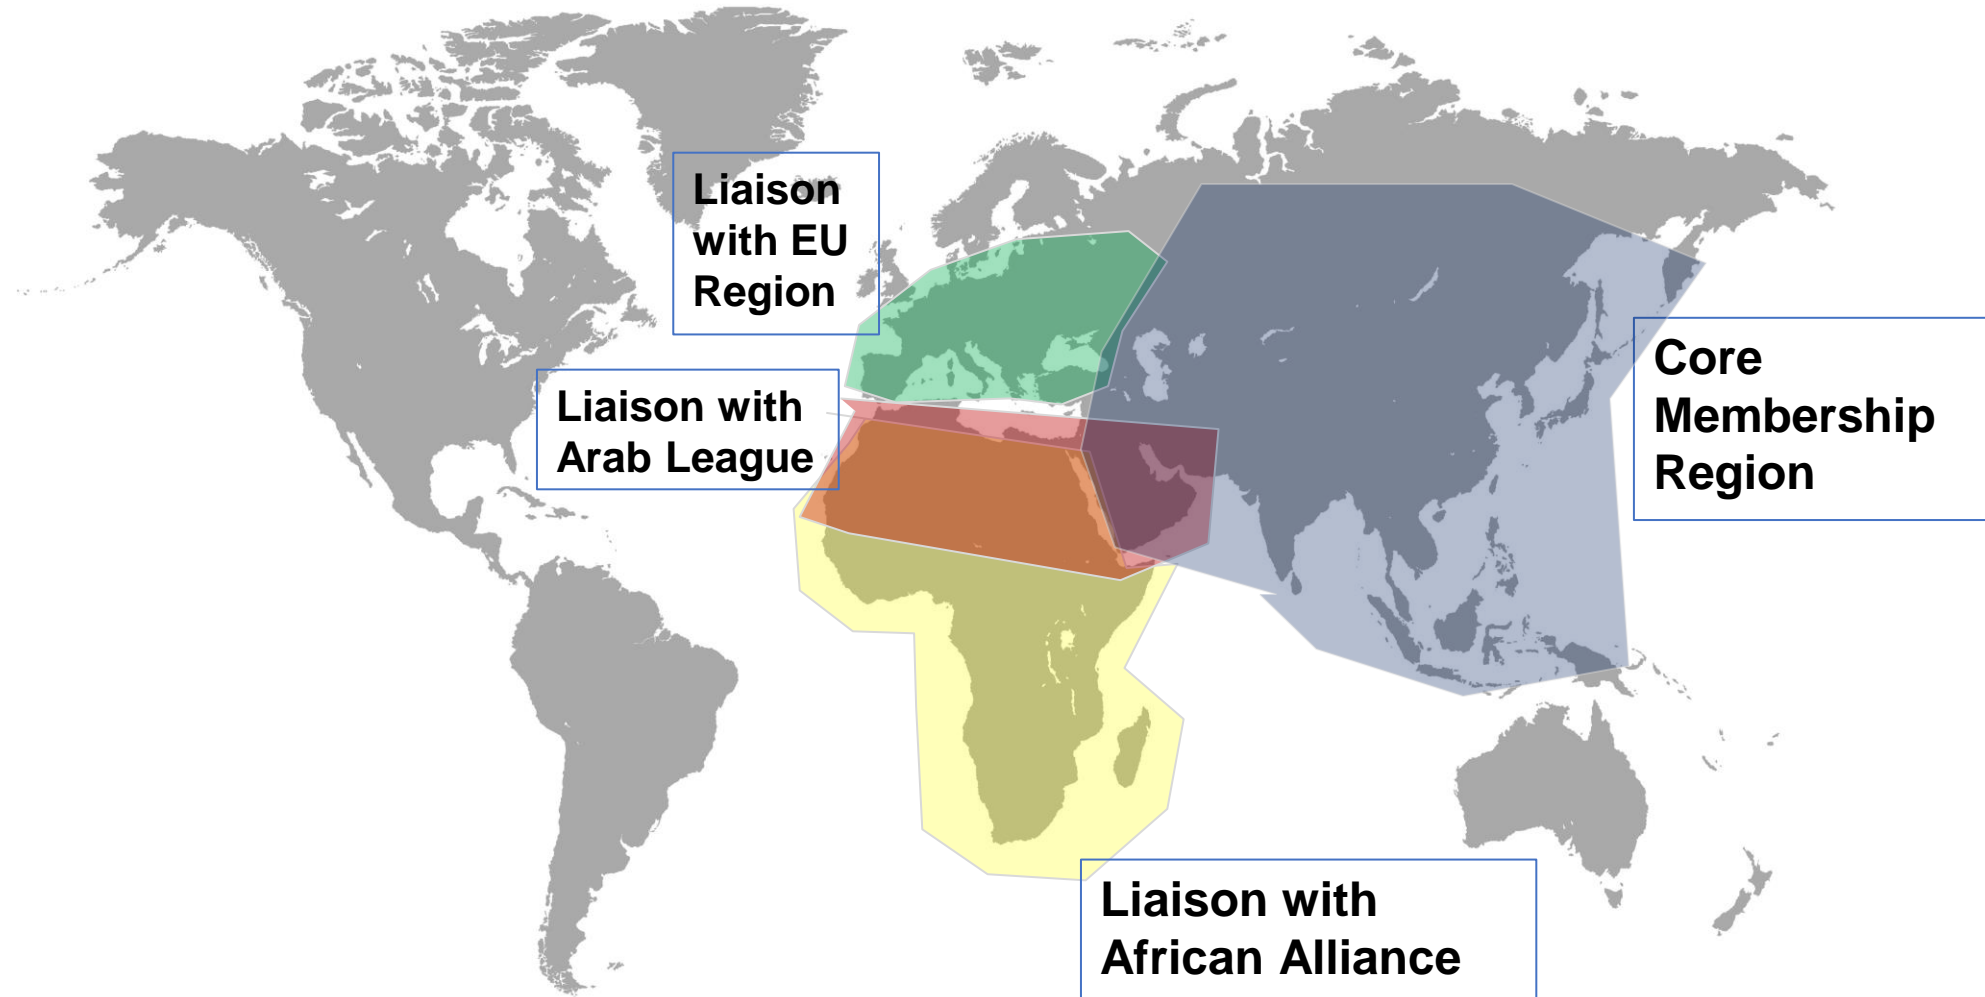 Liaison
with EU
Region
Liaison with
Arab League
Core
Membership
Region
Liaison with
African Alliance